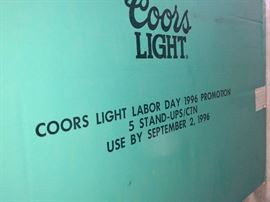 Coors
LIGHT.
COORS LIGHT LABOR DAY 1996 PROMOTION
5 STAND-UPS/CTN
USE BY SEPTEMBER 2, 1996